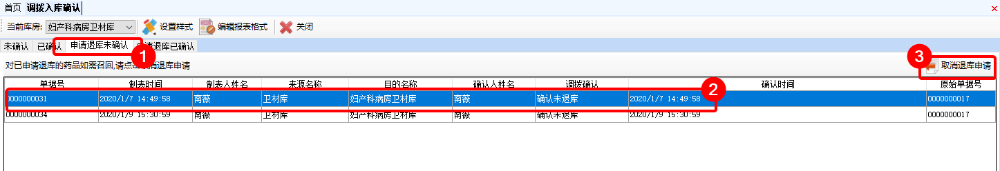 首页 调拨入库确认
当前库房: 妇产科病房卫材库 设置样式 编辑报表格式 关闭
未确认 已确认 申请退库未确认 请退库已确认
1
3
对已申请退库的药品如需召回,请点击 消退库申请 取消退库申请
单据号 制表时间 制表人姓名 来源名称 目的名称 确认人姓名 调拨确认 确认时间 原始单据号
2
0000000031 2020/1/7 14:49:58 南薇 卫材库 妇产科病房卫材库 南薇 确认未退库 2020/1/7 14:49:58 0000000017
0000000034 2020/1/9 15:30:59 南薇 卫材库 妇产科病房卫材库 南薇 确认未退库 2020/1/9 15:30:59 0000000017